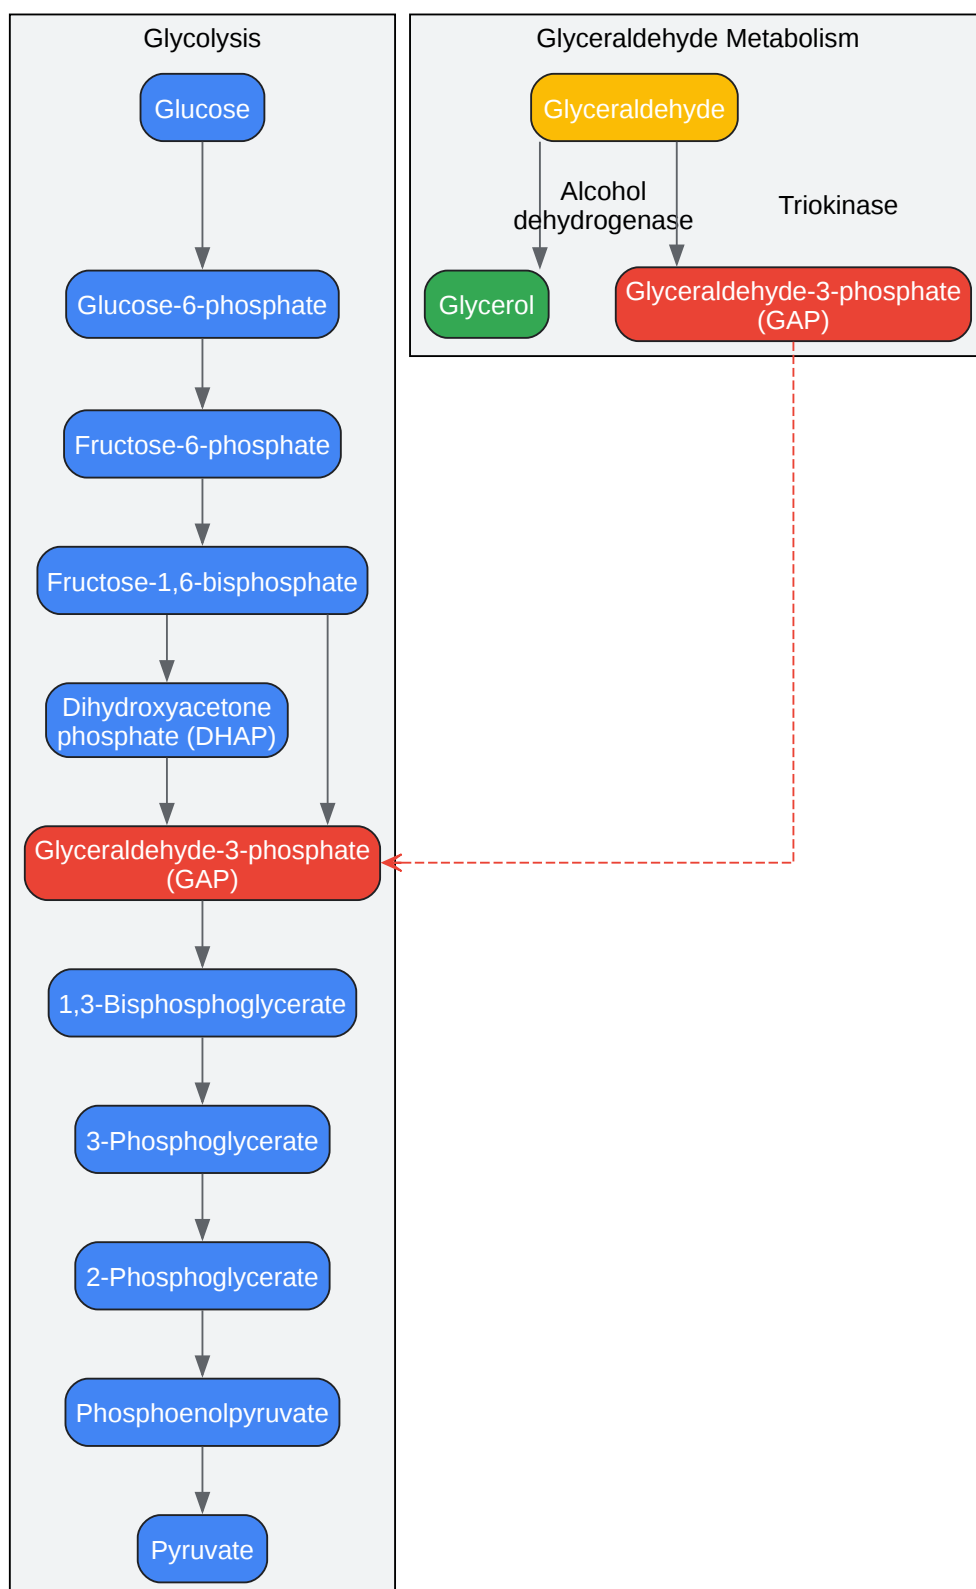 Glycolysis
Glucose
Glucose-6-phosphate
Fructose-6-phosphate
Fructose-1,6-bisphosphate
Dihydroxyacetone
phosphate (DHAP)
Glyceraldehyde-3-phosphate
(GAP)
1,3-Bisphosphoglycerate
3-Phosphoglycerate
2-Phosphoglycerate
Phosphoenolpyruvate
Pyruvate
Glyceraldehyde Metabolism
Glyceraldehyde
Alcohol
dehydrogenase
Triokinase
Glycerol
Glyceraldehyde-3-phosphate
(GAP)